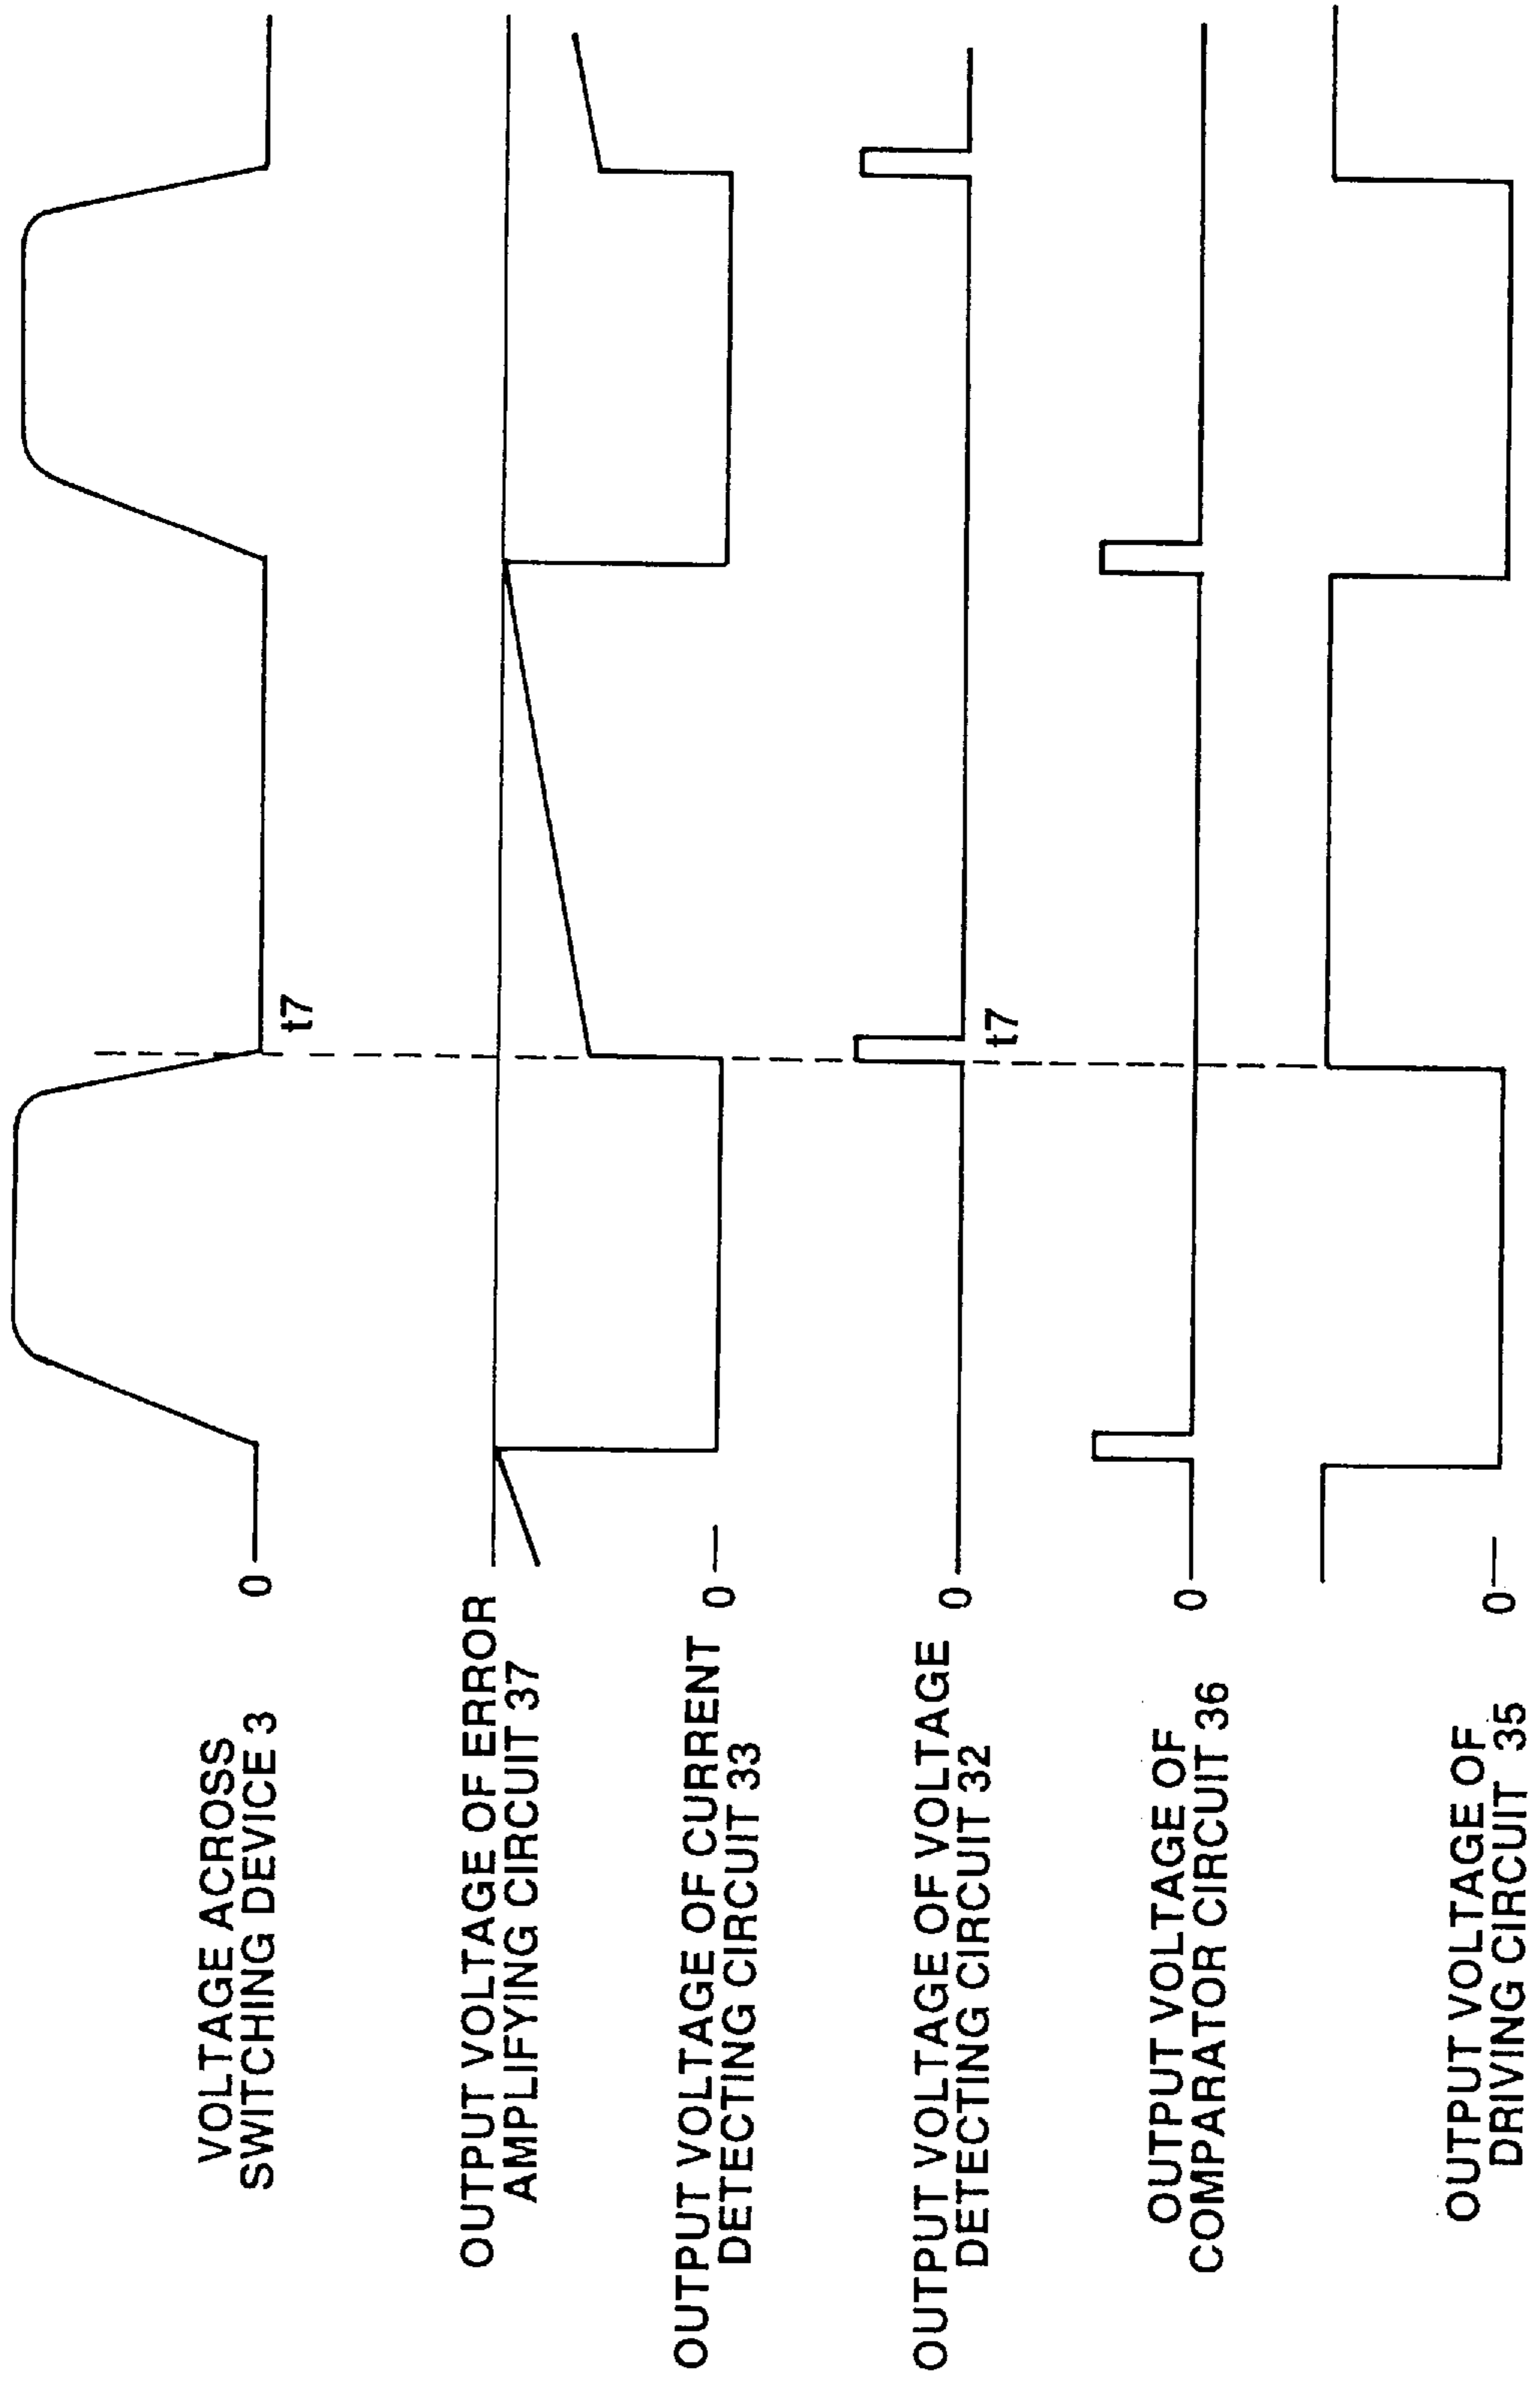 VOLTAGE ACROSS
SWITCHING DEVICE 3
0
t7
OUTPUT VOLTAGE OF ERROR
AMPLIFYING CIRCUIT 37
OUTPUT VOLTAGE OF CURRENT
DETECTING CIRCUIT 33
0
OUTPUT VOLTAGE OF VOLTAGE
DETECTING CIRCUIT 32
0
t7
OUTPUT VOLTAGE OF
COMPARATOR CIRCUIT 36
0
OUTPUT VOLTAGE OF
DRIVING CIRCUIT 35
0